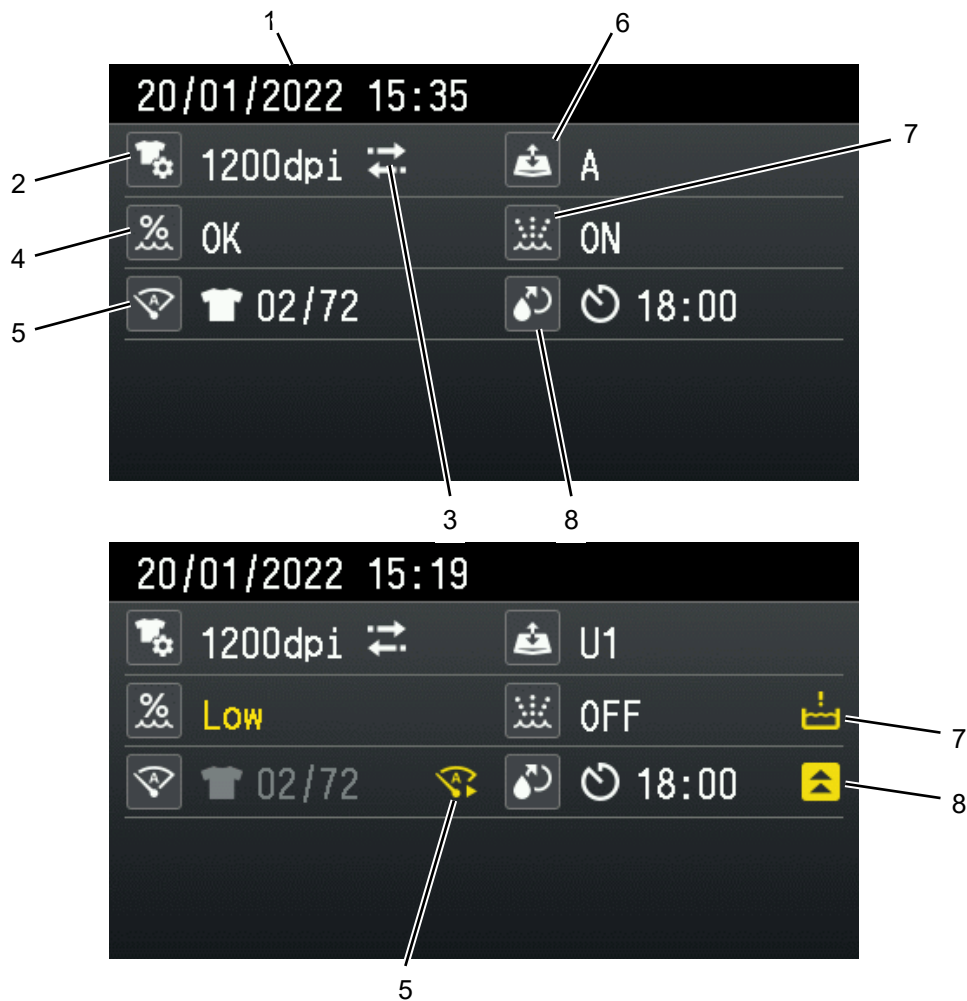 1 6
20/01/2022 15:35
7
2 1200dpi A
4 % OK ON
5 A 02/72 18:00
3 8
20/01/2022 15:19
1200dpi U1
% Low OFF ! 7
A 02/72 A 18:00 8
5